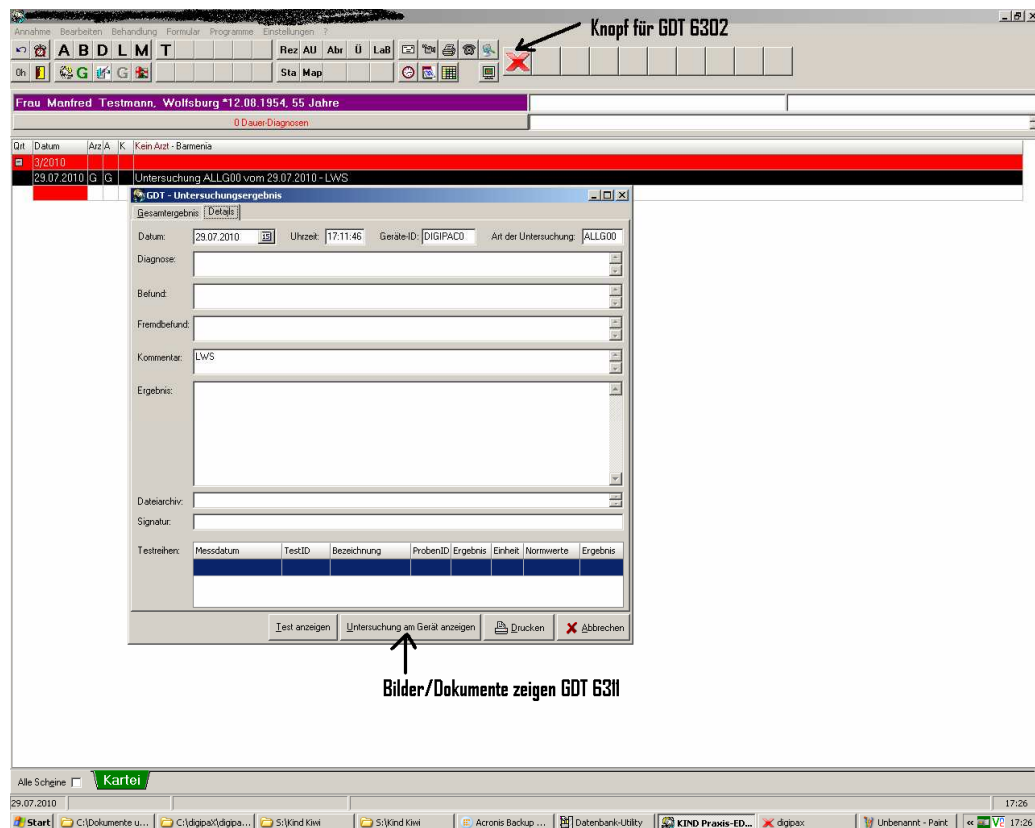 Knopf für GDT 6302
Annahme Bearbeiten Behandlung Formular Programme Einstellungen ?
A B D L M T Rez AU Abr Ü LaB
0h G G Sta Map
Frau Manfred Testmann, Wolfsburg *12.08.1954, 55 Jahre
0 Dauer-Diagnosen
Qrt Datum Arz A K Kein Arzt - Barmenia
3/2010
29.07.2010 G G Untersuchung ALLG00 vom 29.07.2010 - LWS
GDT - Untersuchungsergebnis
Gesamtergebnis Details
Datum: 29.07.2010 15 Uhrzeit: 17:11:46 Geräte-ID: DIGIPAC0 Art der Untersuchung: ALLG00
Diagnose:
Befund:
Fremdbefund:
Kommentar: LWS
Ergebnis:
Dateiarchiv:
Signatur:
Testreihen: Messdatum TestID Bezeichnung ProbenID Ergebnis Einheit Normwerte Ergebnis
Test anzeigen Untersuchung am Gerät anzeigen Drucken Abbrechen
Bilder/Dokumente zeigen GDT 6311
Alle Scheine Kartei
29.07.2010 17:26
Start C:\Dokumente u... C:\digipaX\digipa... S:\Kind Kiwi S:\Kind Kiwi Acronis Backup ... Datenbank-Utility KIND Praxis-ED... digipax Unbenannt - Paint « 17:26